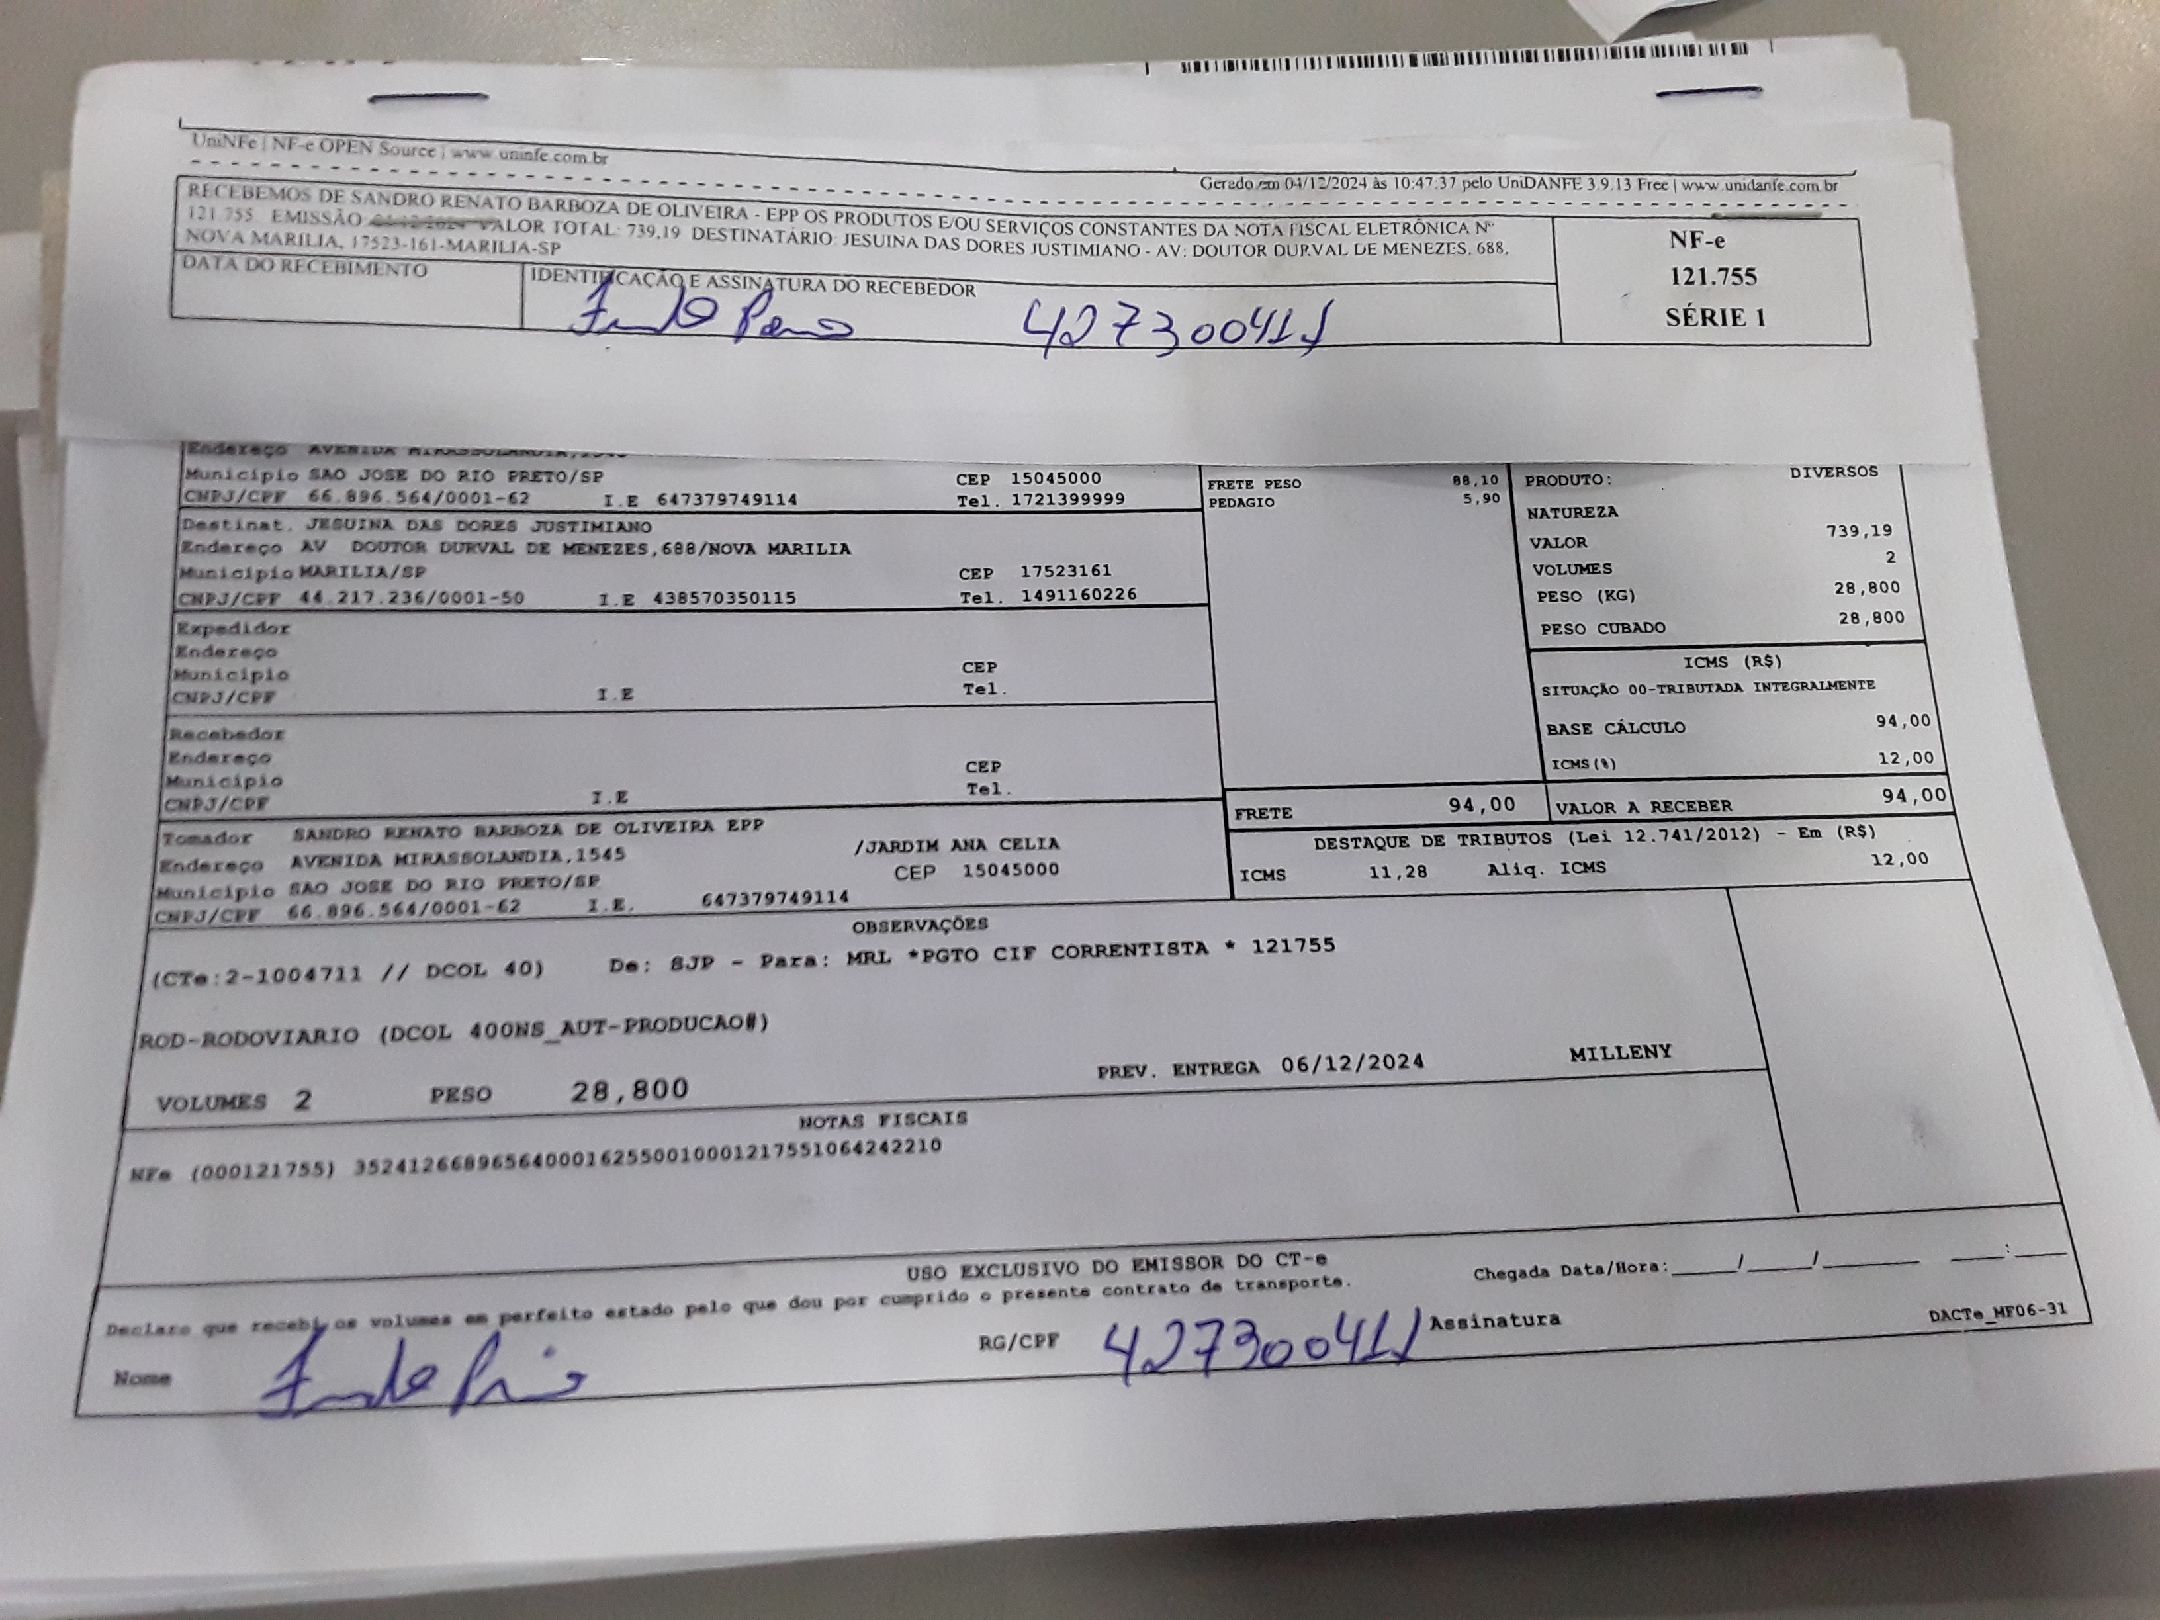 UniNFe | NF-e OPEN Source | www.uninfe.com.br
Gerado em 04/12/2024 às 10:47:37 pelo UniDANFE 3.9.13 Free | www.unidanfe.com.br
RECEBEMOS DE SANDRO RENATO BARBOZA DE OLIVEIRA - EPP OS PRODUTOS E/OU SERVIÇOS CONSTANTES DA NOTA FISCAL ELETRÔNICA Nº
121.755 EMISSÃO VALOR TOTAL: 739,19 DESTINATÁRIO: JESUINA DAS DORES JUSTIMIANO - AV: DOUTOR DURVAL DE MENEZES, 688,
NOVA MARILIA, 17523-161-MARILIA-SP
DATA DO RECEBIMENTO
IDENTIFICAÇÃO E ASSINATURA DO RECEBEDOR
427300411
NF-e
121.755
SÉRIE 1
Endereço AVENIDA MIRASSOLANDIA,1545
Município SAO JOSE DO RIO PRETO/SP CEP 15045000
CNPJ/CPF 66.896.564/0001-62 I.E 647379749114 Tel. 1721399999
Destinat. JESUINA DAS DORES JUSTIMIANO
Endereço AV DOUTOR DURVAL DE MENEZES,688/NOVA MARILIA
Município MARILIA/SP CEP 17523161
CNPJ/CPF 44.217.236/0001-50 I.E 438570350115 Tel. 1491160226
Expedidor
Endereço
Município CEP
CNPJ/CPF I.E Tel.
Recebedor
Endereço
Município CEP
CNPJ/CPF I.E Tel.
Tomador SANDRO RENATO BARBOZA DE OLIVEIRA EPP
Endereço AVENIDA MIRASSOLANDIA,1545 /JARDIM ANA CELIA
Município SAO JOSE DO RIO PRETO/SP CEP 15045000
CNPJ/CPF 66.896.564/0001-62 I.E. 647379749114
FRETE PESO 88,10
PEDAGIO 5,90
PRODUTO: DIVERSOS
NATUREZA
VALOR 739,19
VOLUMES 2
PESO (KG) 28,800
PESO CUBADO 28,800
ICMS (R$)
SITUAÇÃO 00-TRIBUTADA INTEGRALMENTE
BASE CÁLCULO 94,00
ICMS(%) 12,00
FRETE 94,00 VALOR A RECEBER 94,00
DESTAQUE DE TRIBUTOS (Lei 12.741/2012) - Em (R$)
ICMS 11,28 Aliq. ICMS 12,00
OBSERVAÇÕES
(CTe:2-1004711 // DCOL 40) De: SJP - Para: MRL *PGTO CIF CORRENTISTA * 121755
ROD-RODOVIARIO (DCOL 400NS_AUT-PRODUCAO#)
VOLUMES 2 PESO 28,800 PREV. ENTREGA 06/12/2024 MILLENY
NOTAS FISCAIS
NFe (000121755) 35241266896564000162550010001217551064242210
USO EXCLUSIVO DO EMISSOR DO CT-e
Declaro que recebi os volumes em perfeito estado pelo que dou por cumprido o presente contrato de transporte.
Chegada Data/Hora:_____/_____/_______ ____:____
Nome RG/CPF 427300411 Assinatura
DACTe_MF06-31